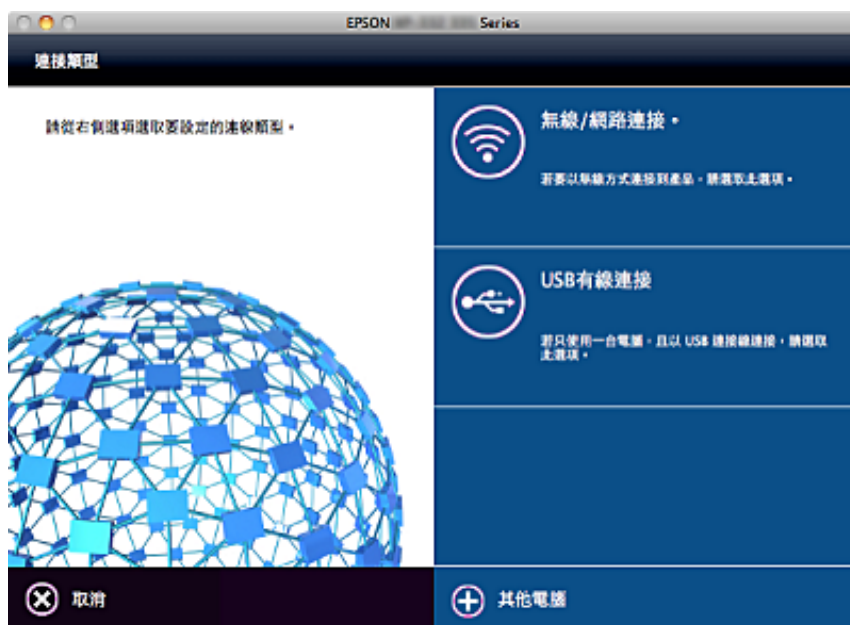 EPSON Series
連接類型
請從右側選項選取要設定的連線類型。
無線/網路連接。
若要以無線方式連接到產品，請選取此選項。
USB有線連接
若只使用一台電腦，且以 USB 連接線連接，請選取
此選項。
取消
其他電腦